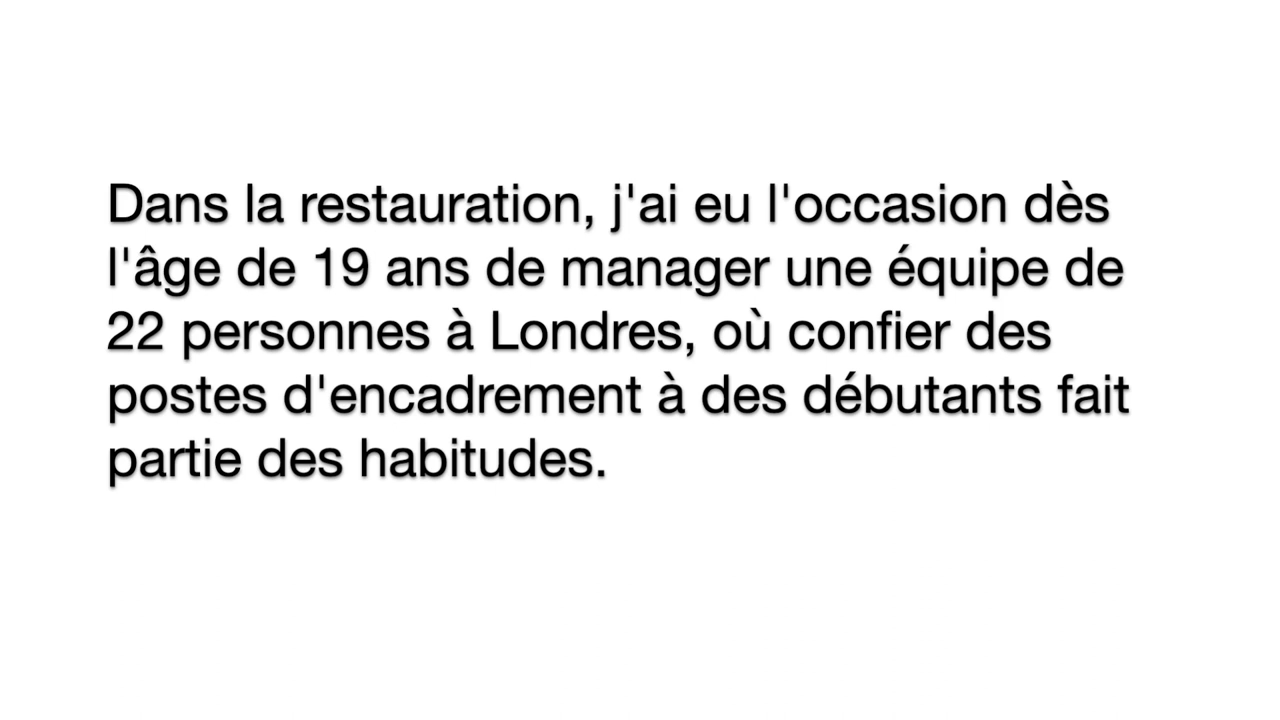 Dans la restauration, j'ai eu l'occasion dès
l'âge de 19 ans de manager une équipe de
22 personnes à Londres, où confier des
postes d'encadrement à des débutants fait
partie des habitudes.